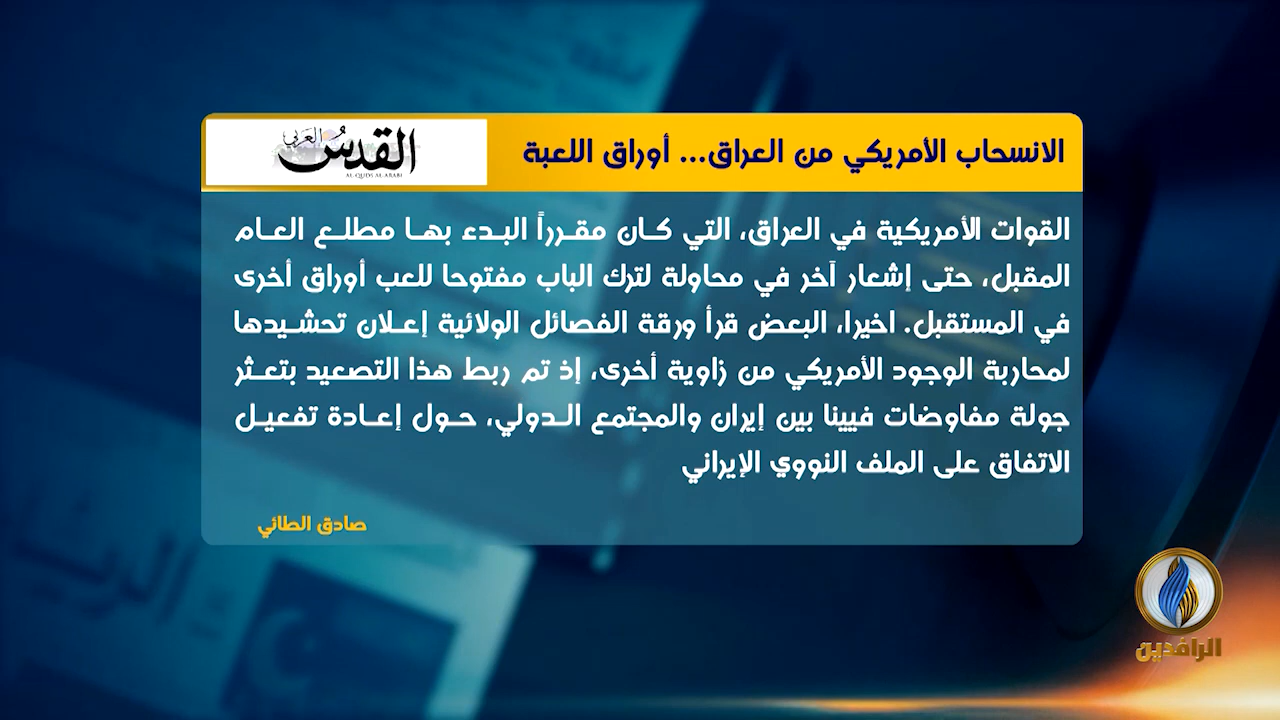 الانسحاب الأمريكي من العراق... أوراق اللعبة
القدس العربي
AL-QUDS AL-ARABI
القوات الأمريكية في العراق، التي كان مقرراً البدء بها مطلع العام
المقبل، حتى إشعار آخر في محاولة لترك الباب مفتوحا للعب أوراق أخرى
في المستقبل. اخيرا، البعض قرأ ورقة الفصائل الولائية إعلان تحشيدها
لمحاربة الوجود الأمريكي من زاوية أخرى، إذ تم ربط هذا التصعيد بتعثر
جولة مفاوضات فيينا بين إيران والمجتمع الدولي، حول إعادة تفعيل
الاتفاق على الملف النووي الإيراني
صادق الطائي
الرافدين